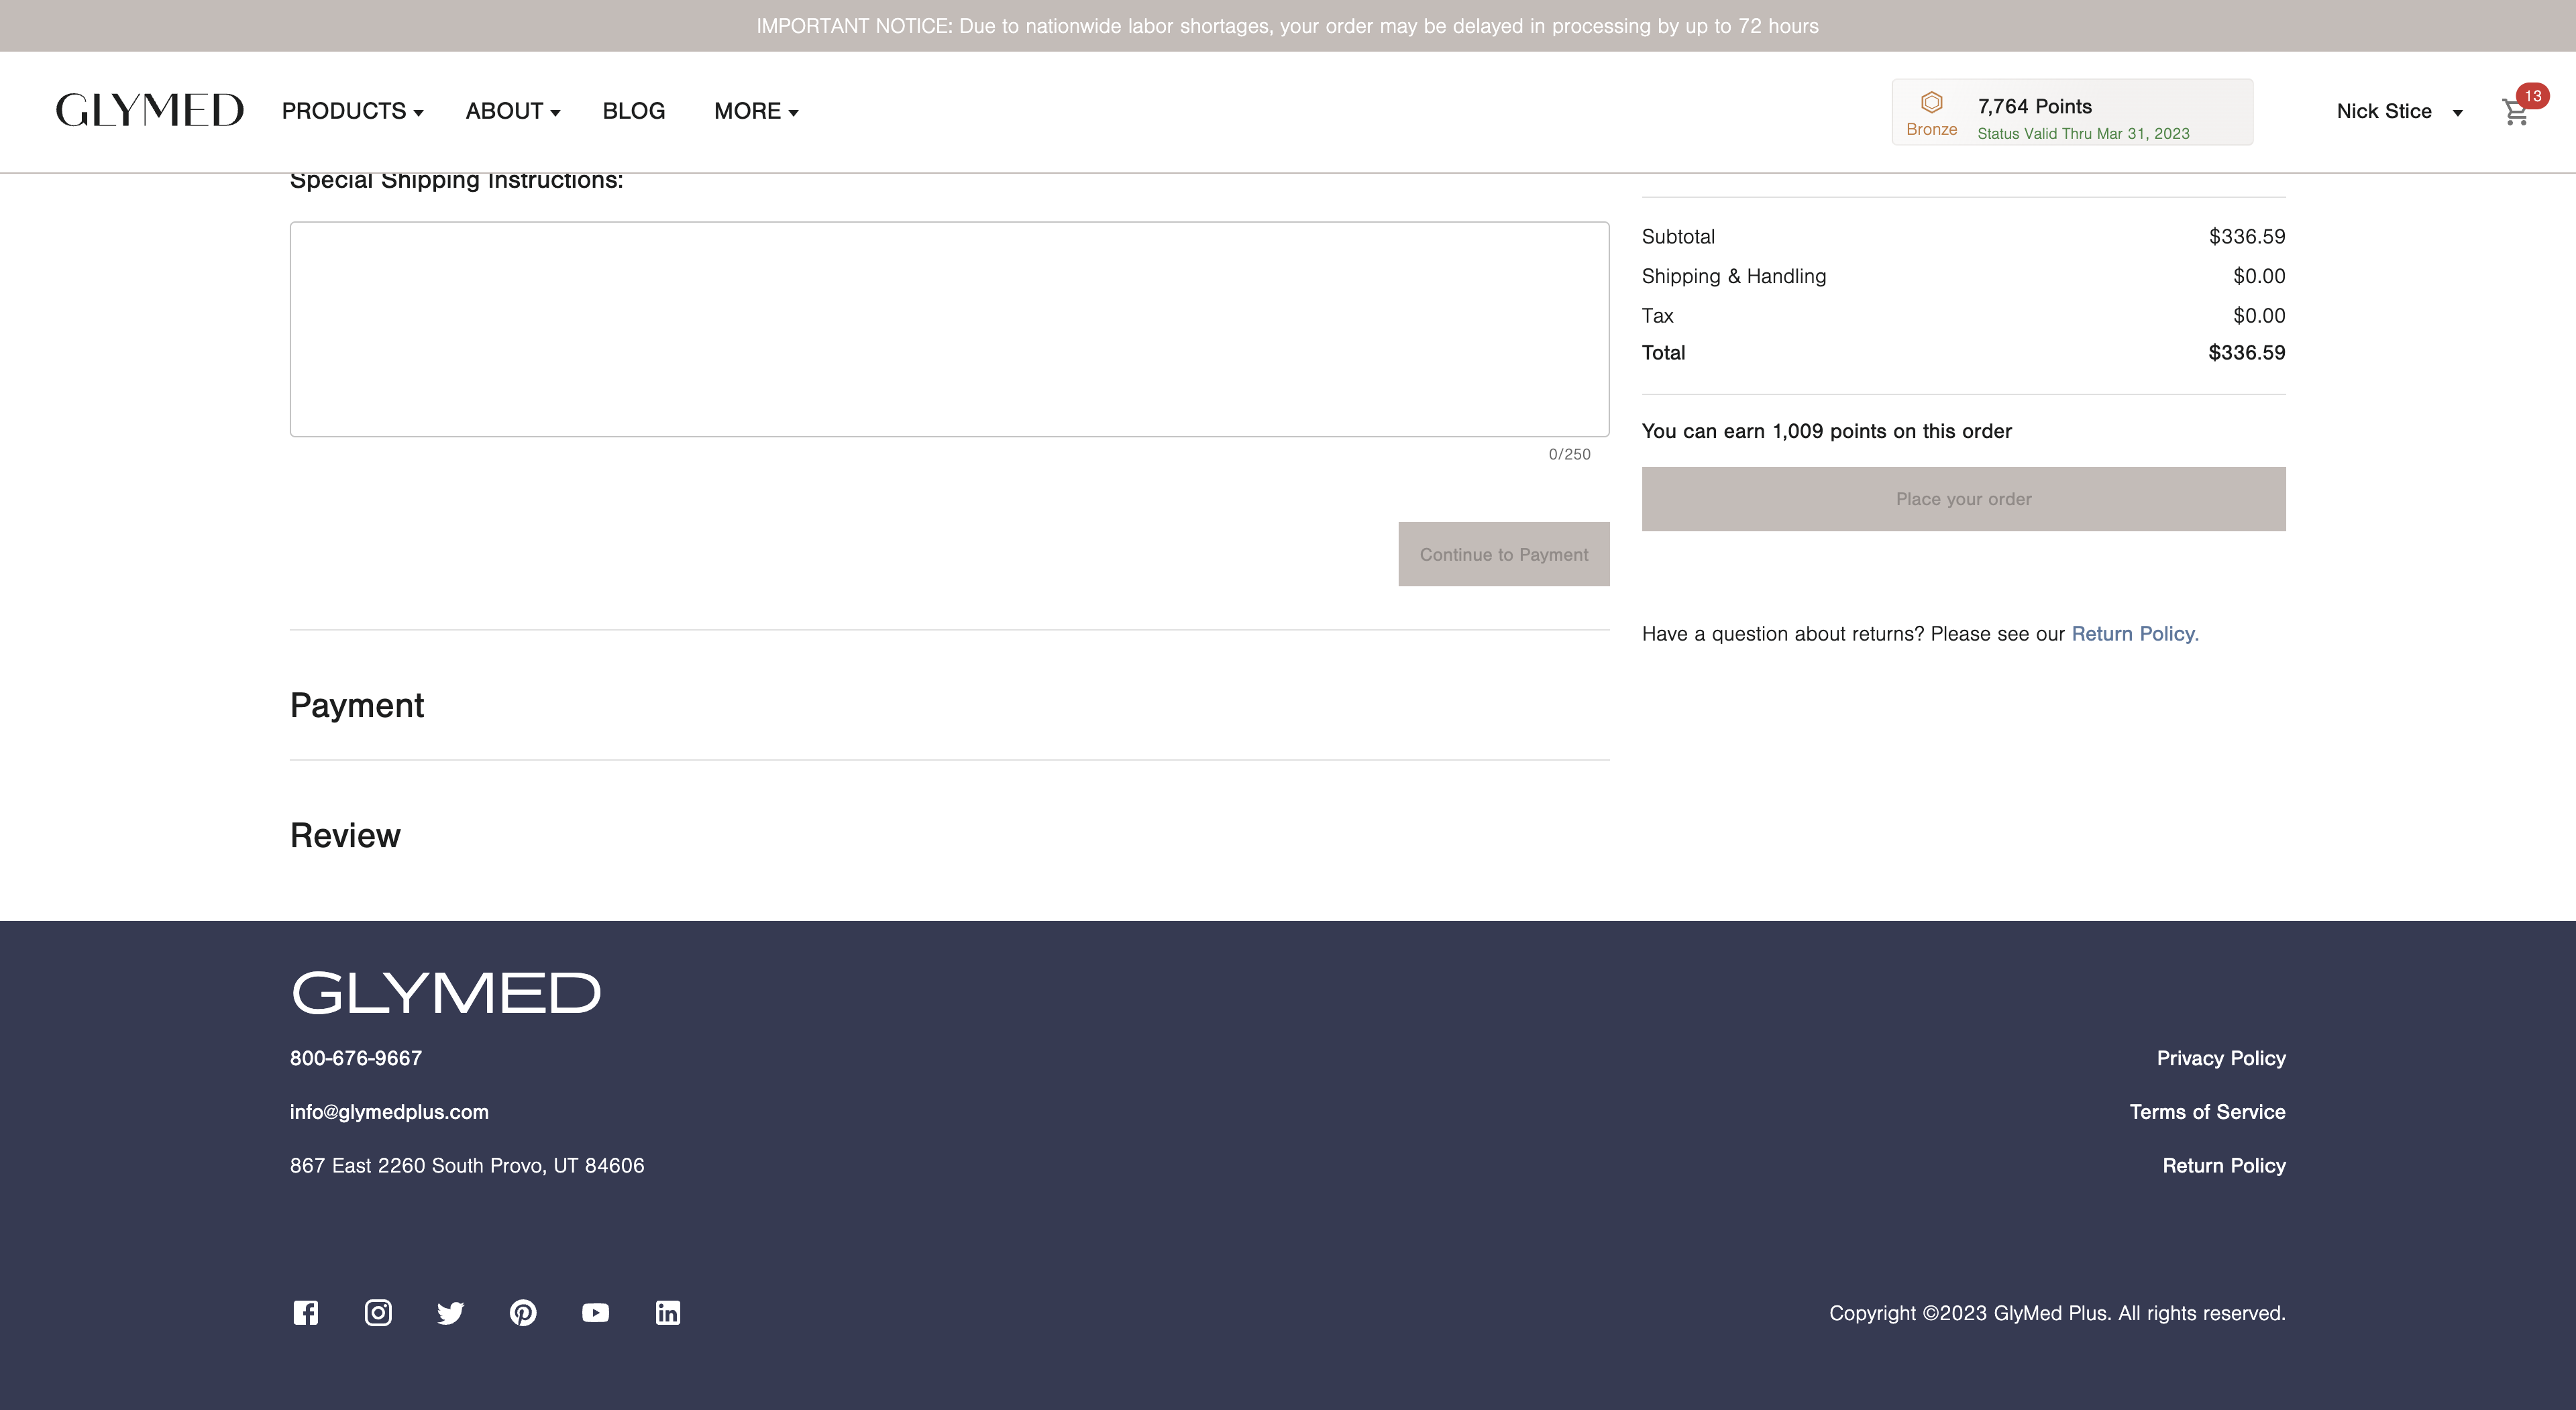 IMPORTANT NOTICE: Due to nationwide labor shortages, your order may be delayed in processing by up to 72 hours
GLYMED
PRODUCTS
ABOUT
BLOG
MORE
Bronze
7,764 Points
Status Valid Thru Mar 31, 2023
Nick Stice
13
Special Shipping Instructions:
0/250
Continue to Payment
Payment
Review
Subtotal $336.59
Shipping & Handling $0.00
Tax $0.00
Total $336.59
You can earn 1,009 points on this order
Place your order
Have a question about returns? Please see our Return Policy.
GLYMED
800-676-9667
info@glymedplus.com
867 East 2260 South Provo, UT 84606
Privacy Policy
Terms of Service
Return Policy
Copyright ©2023 GlyMed Plus. All rights reserved.